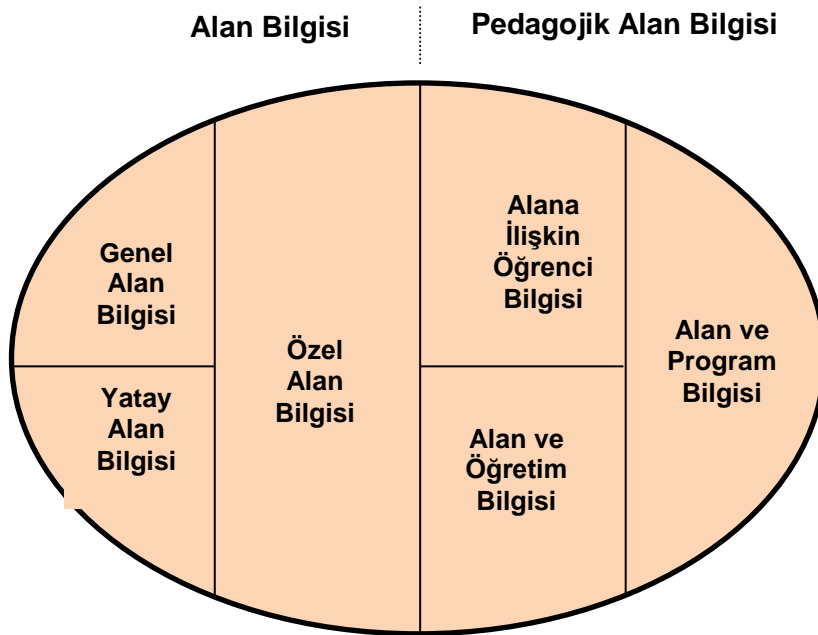 Alan Bilgisi
Pedagojik Alan Bilgisi
Genel
Alan
Bilgisi
Yatay
Alan
Bilgisi
Özel
Alan
Bilgisi
Alana
İlişkin
Öğrenci
Bilgisi
Alan ve
Öğretim
Bilgisi
Alan ve
Program
Bilgisi